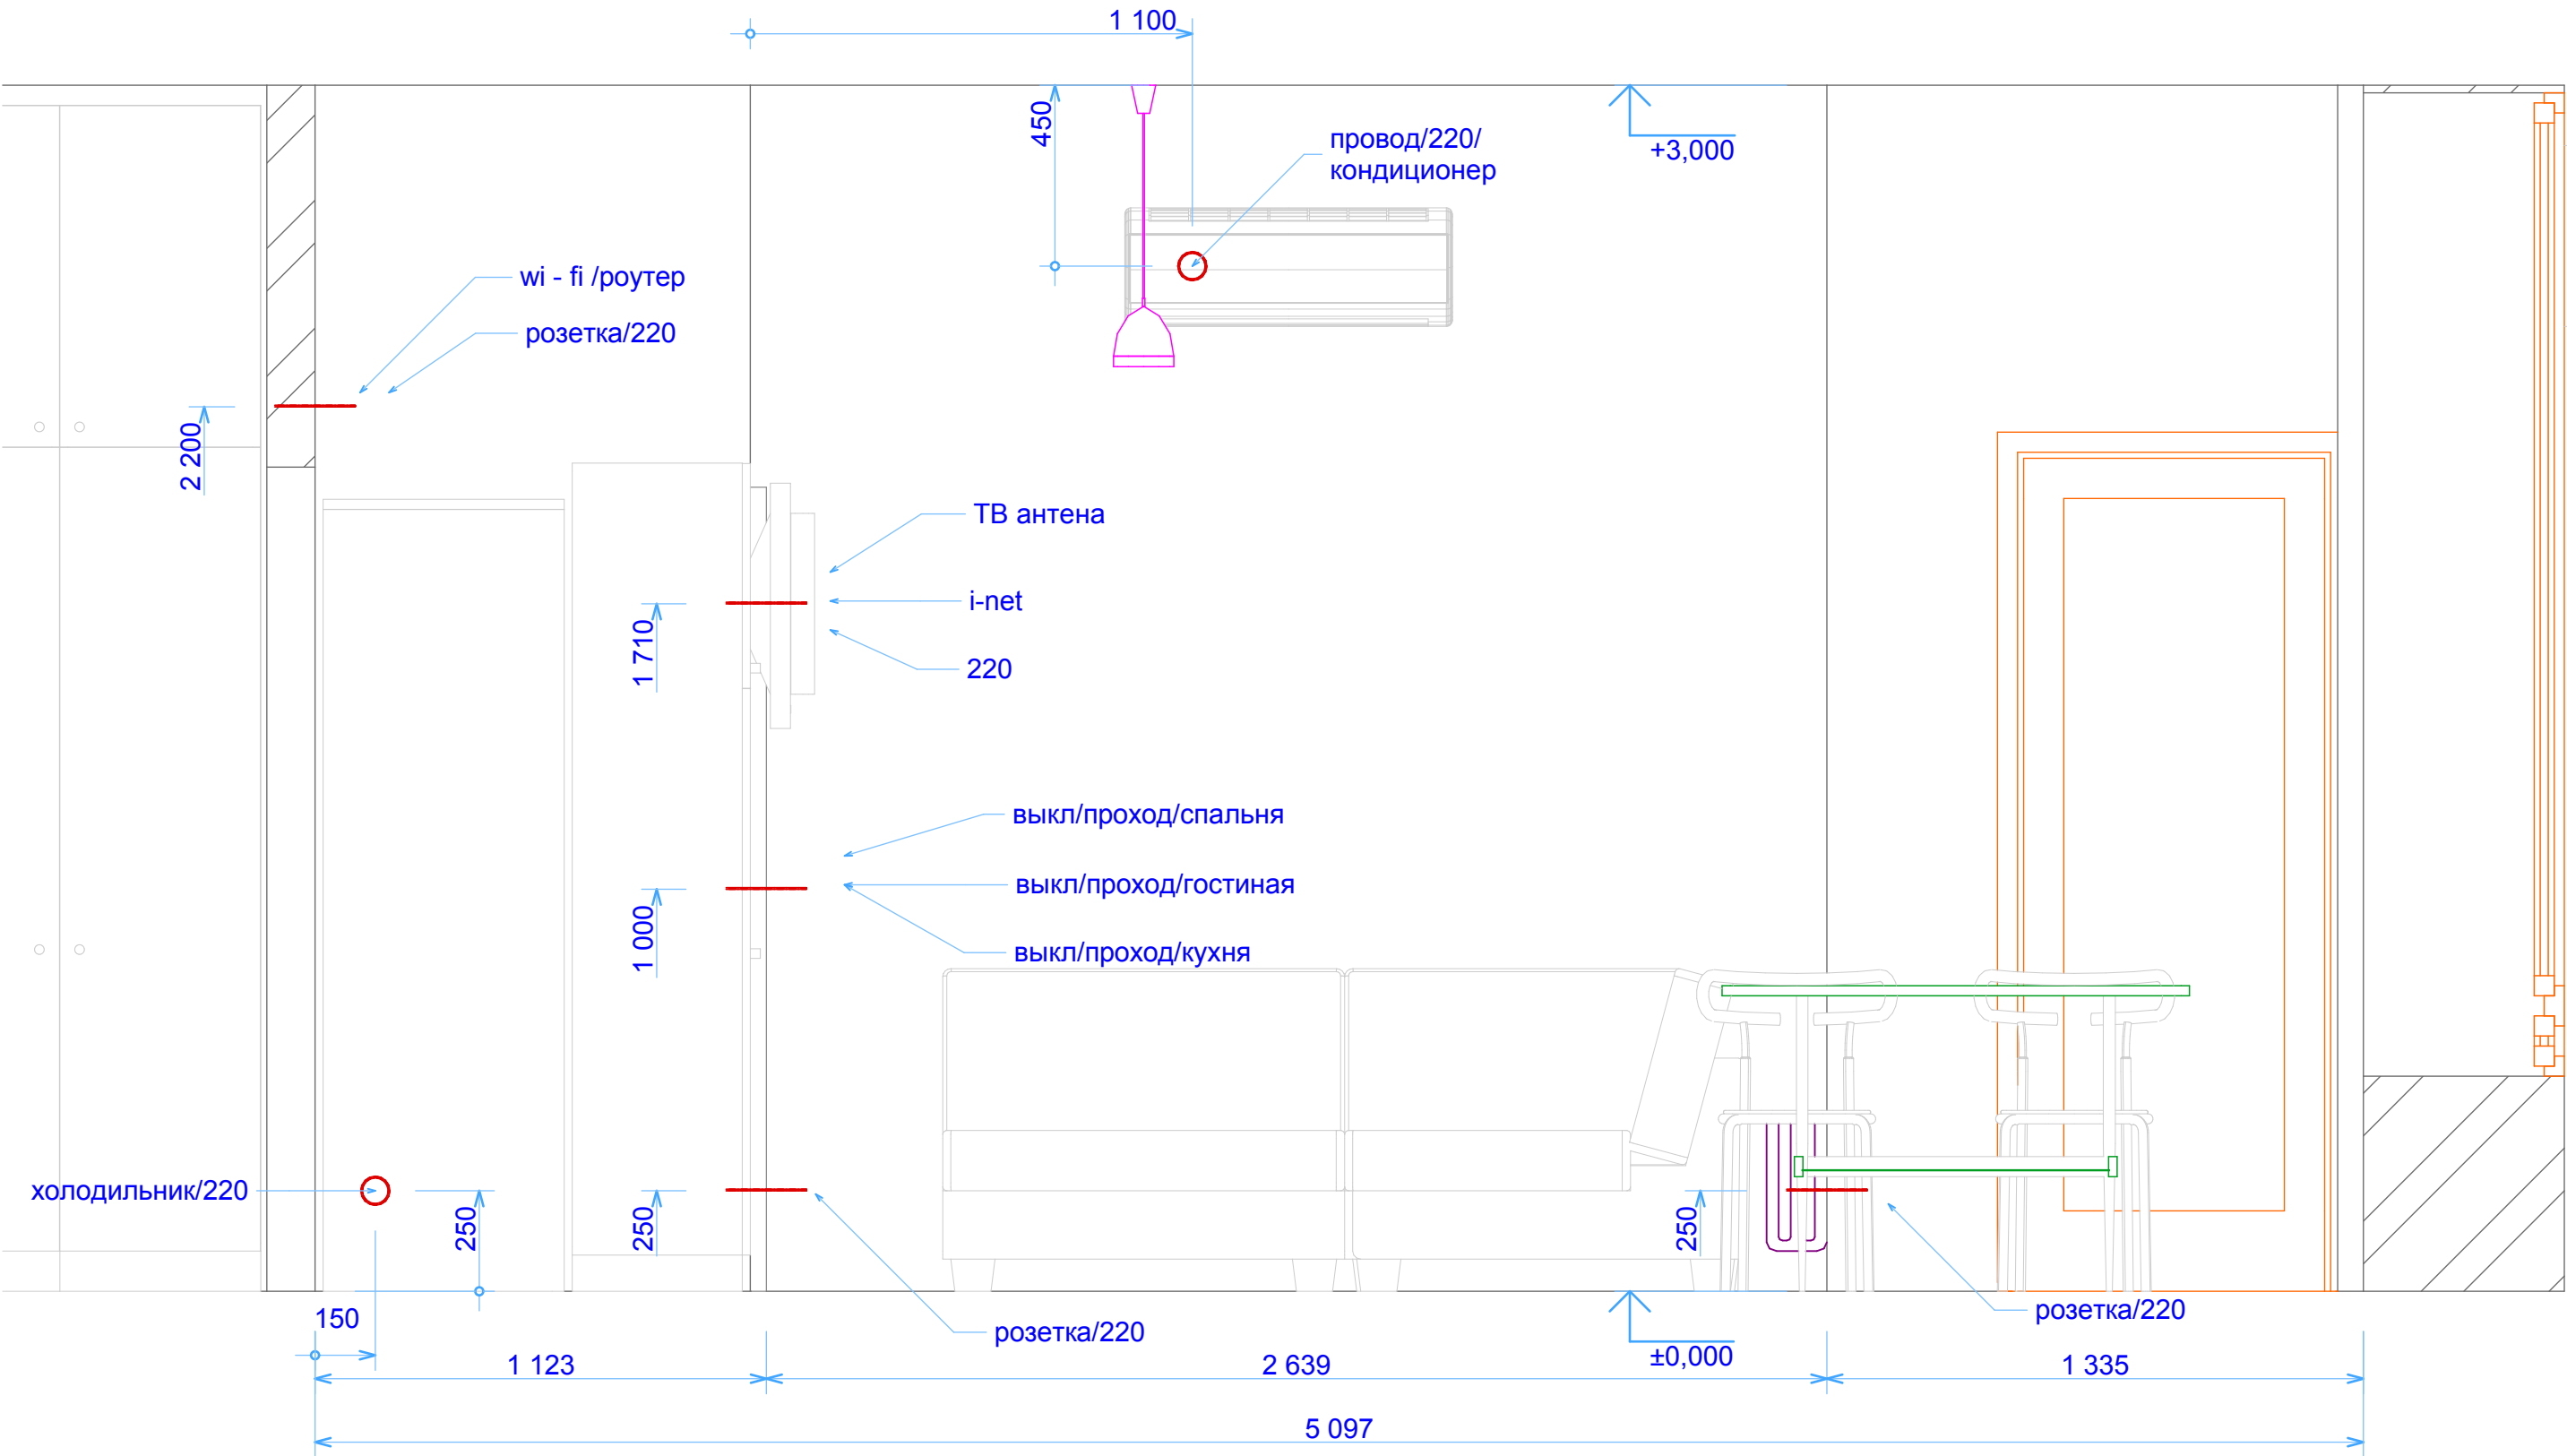 1 100
450
провод/220/
кондиционер
+3,000
wi - fi /роутер
розетка/220
2 200
ТВ антена
i-net
1 710
220
выкл/проход/спальня
выкл/проход/гостиная
1 000
выкл/проход/кухня
холодильник/220
250
250
250
150
розетка/220
розетка/220
±0,000
1 123
2 639
1 335
5 097